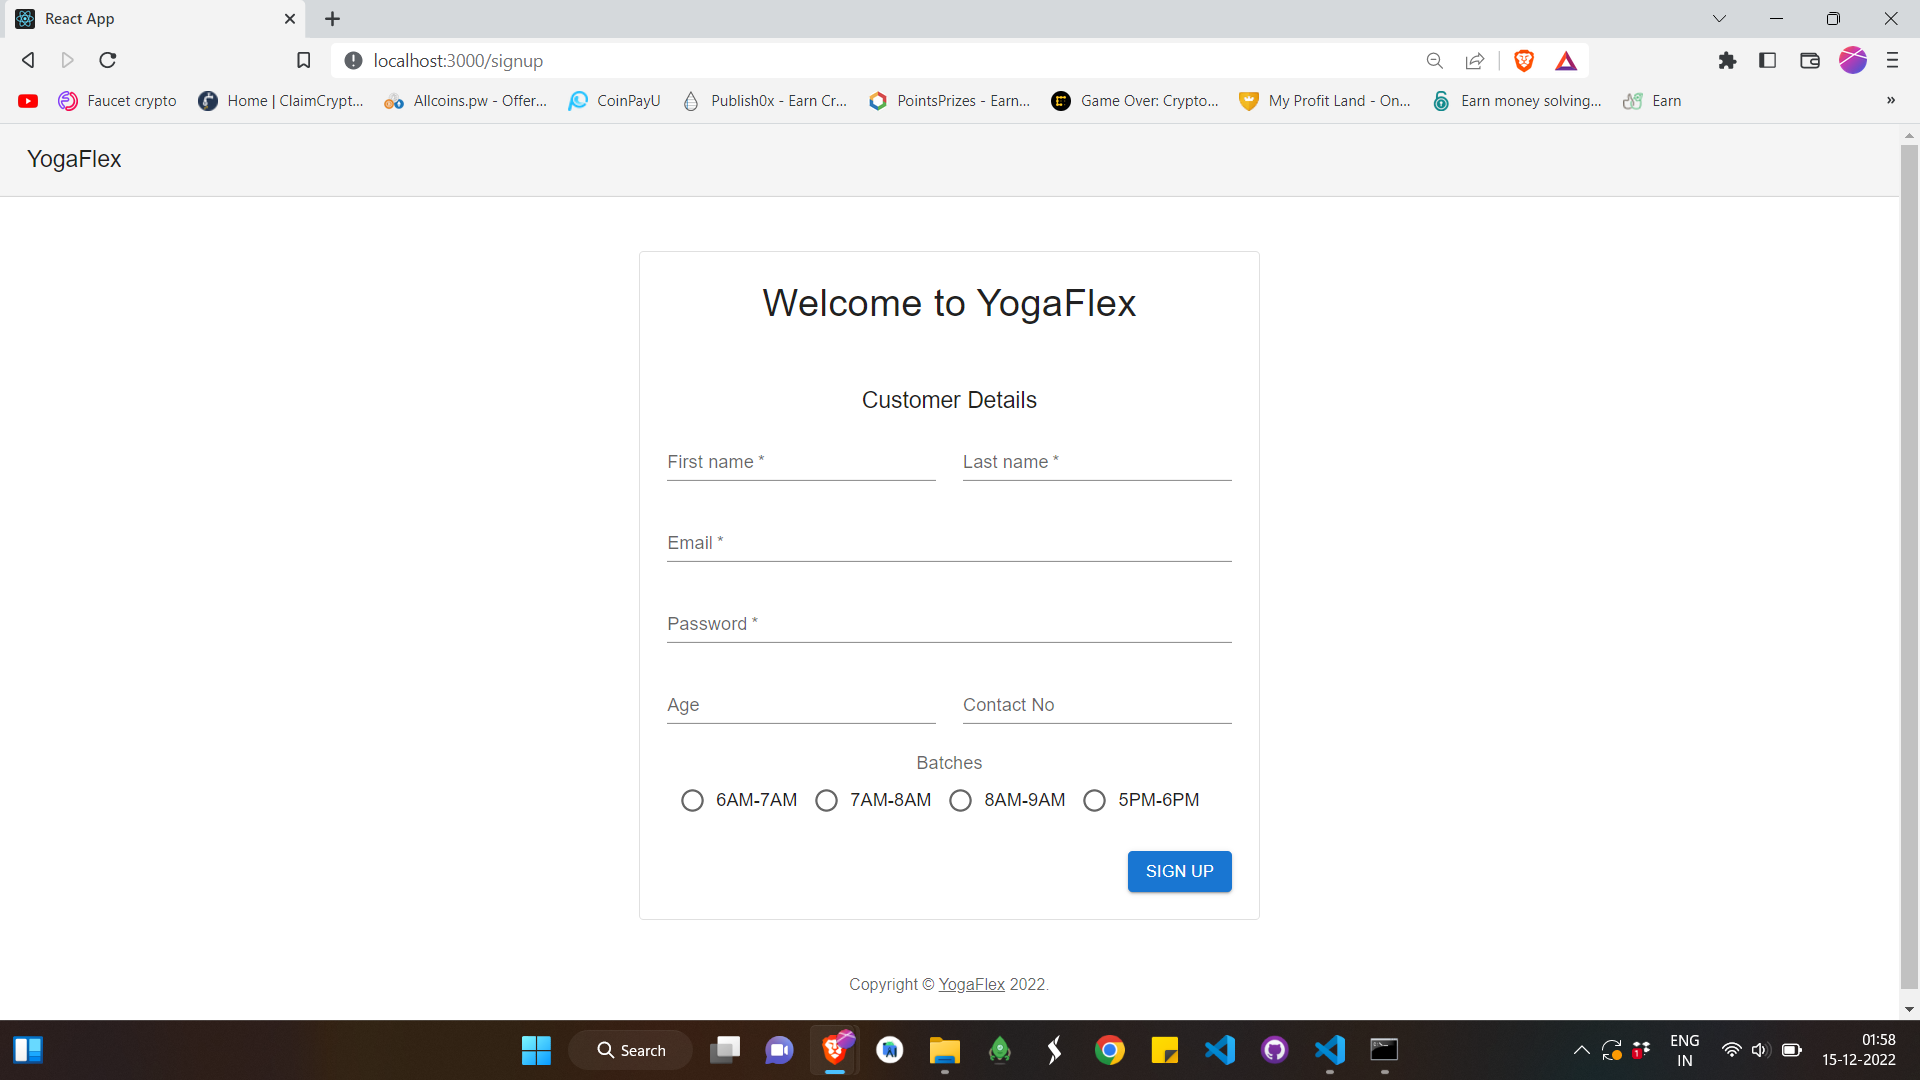 React App
localhost:3000/signup
Faucet crypto
Home | ClaimCrypt...
Allcoins.pw - Offer...
CoinPayU
Publish0x - Earn Cr...
PointsPrizes - Earn...
Game Over: Crypto...
My Profit Land - On...
Earn money solving...
Earn
»
YogaFlex
Welcome to YogaFlex
Customer Details
First name *
Last name *
Email *
Password *
Age
Contact No
Batches
6AM-7AM
7AM-8AM
8AM-9AM
5PM-6PM
SIGN UP
Copyright © YogaFlex 2022.
Search
1
ENG
IN
01:58
15-12-2022